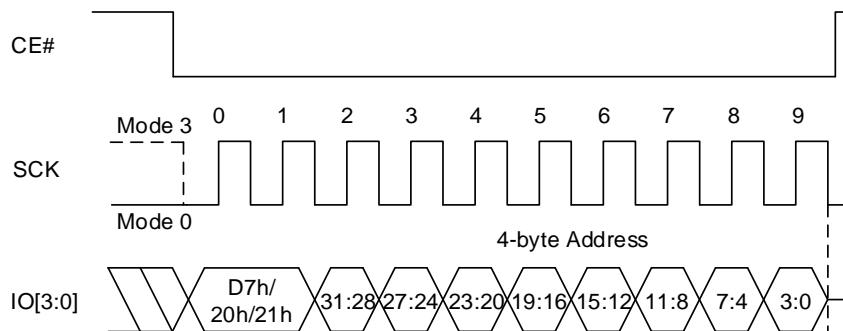 CE#
Mode 3 0 1 2 3 4 5 6 7 8 9
SCK
Mode 0
4-byte Address
IO[3:0] D7h/
20h/21h 31:28 27:24 23:20 19:16 15:12 11:8 7:4 3:0